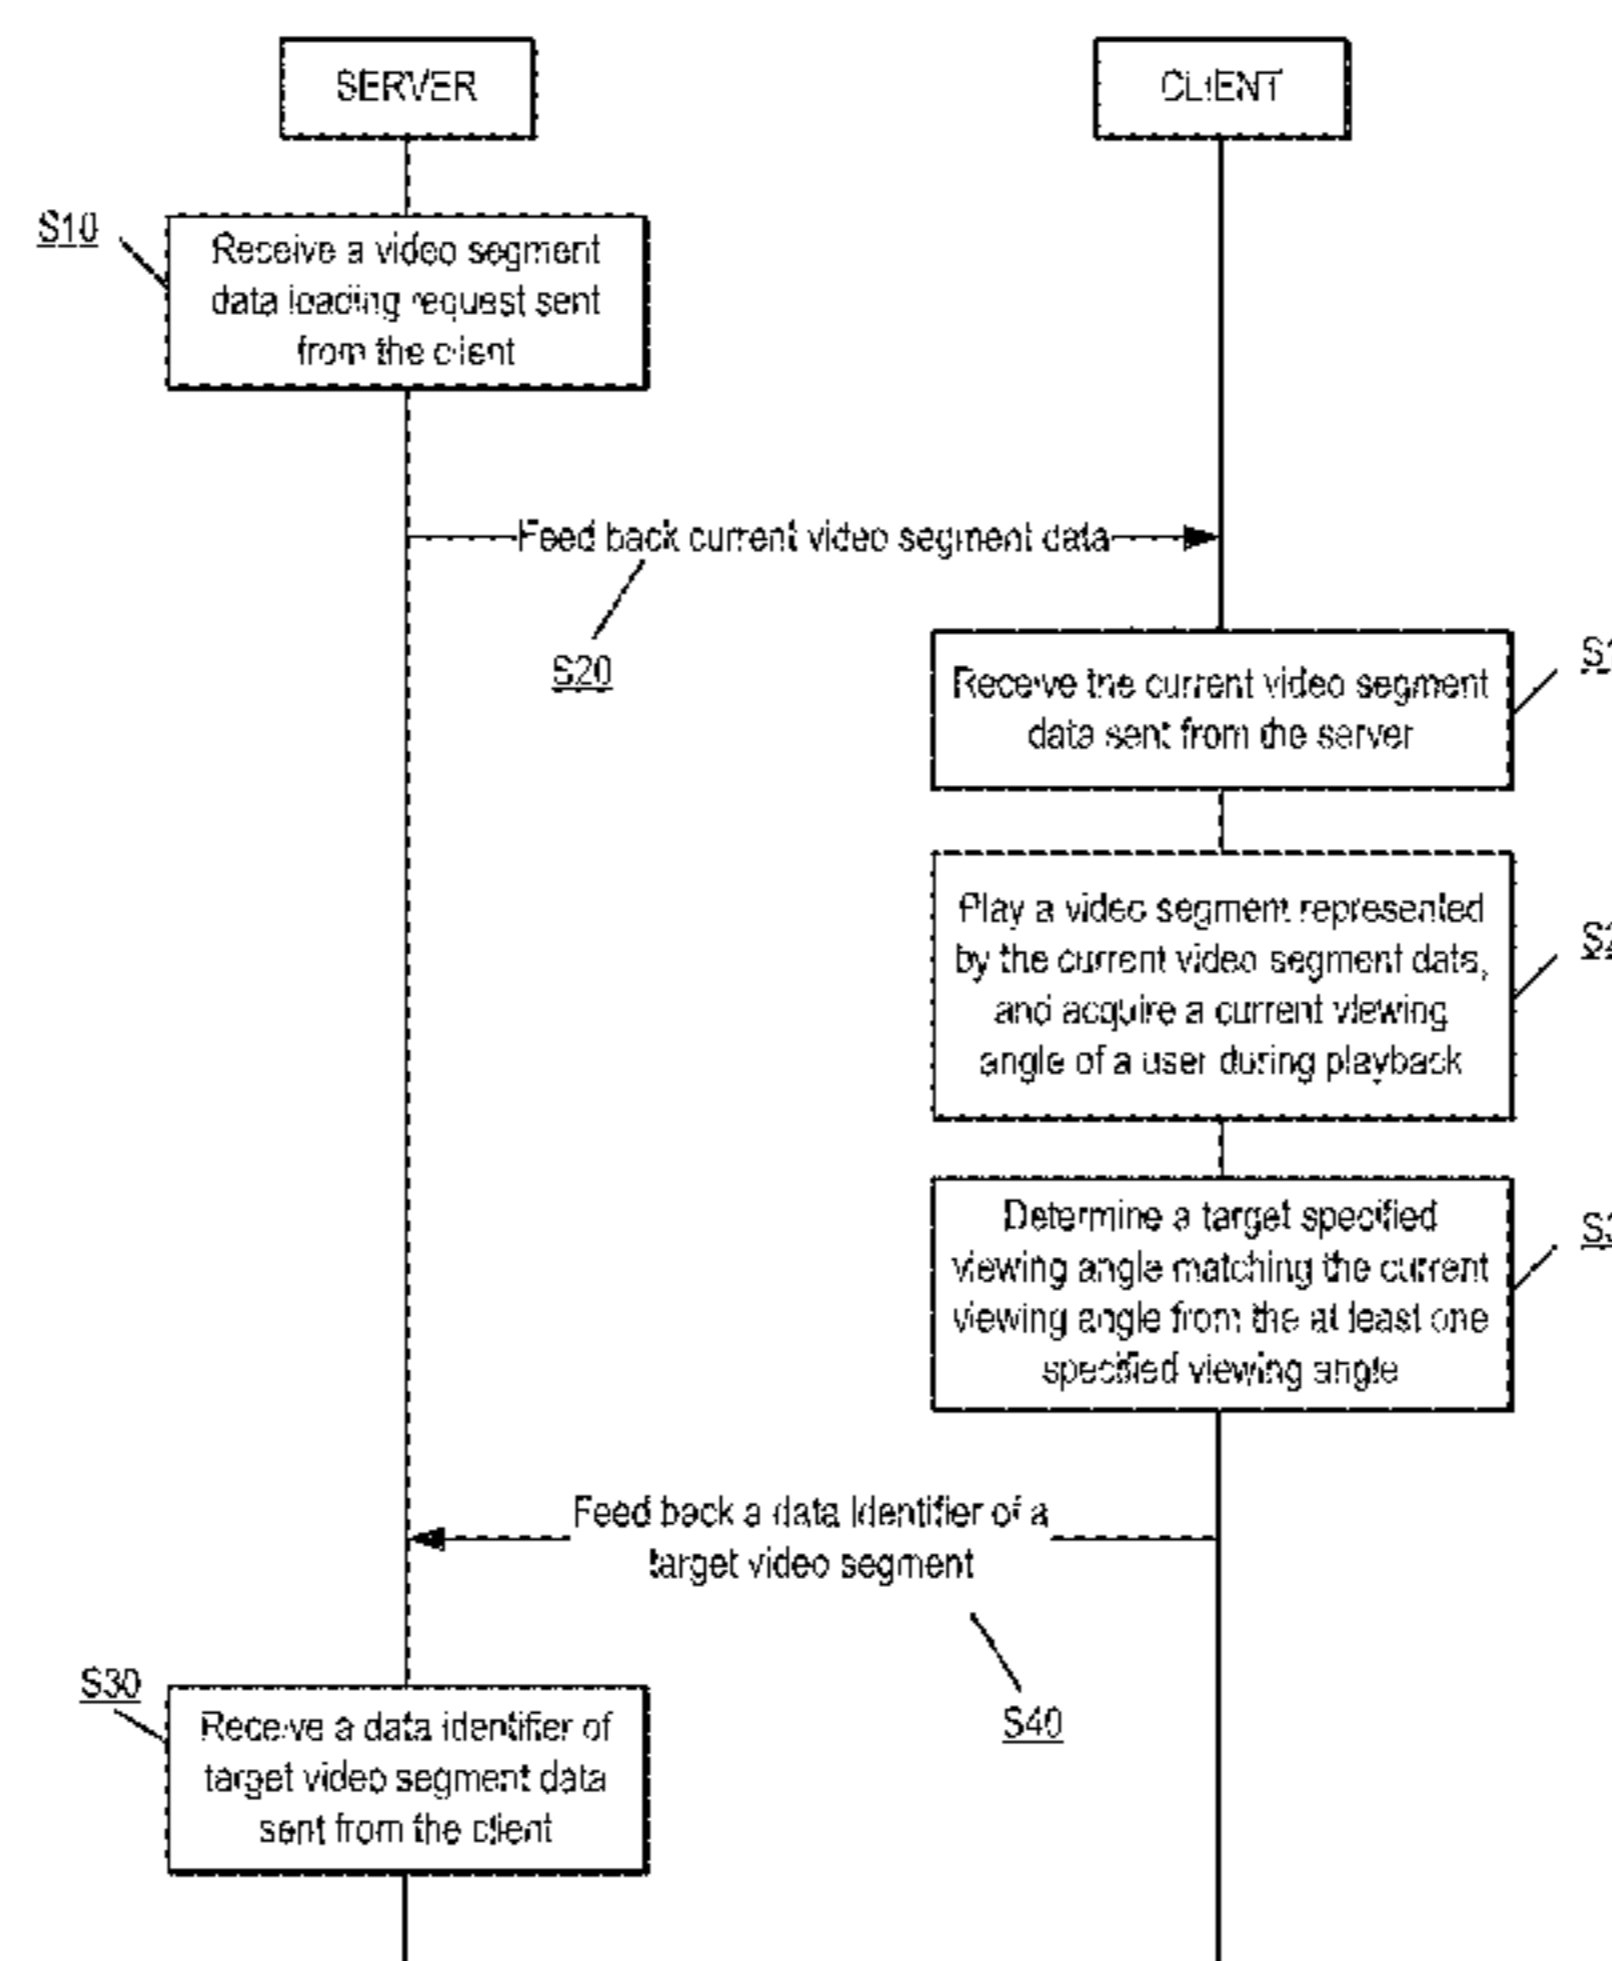 SERVER
CLIENT
S10
Receive a video segment
data loading request sent
from the client
Feed back current video segment data
S20
Receive the current video segment
data sent from the server
Play a video segment represented
by the current video segment data,
and acquire a current viewing
angle of a user during playback
Determine a target specified
viewing angle matching the current
viewing angle from the at least one
specified viewing angle
Feed back a data identifier of a
target video segment
S40
S30
Receive a data identifier of
target video segment data
sent from the client